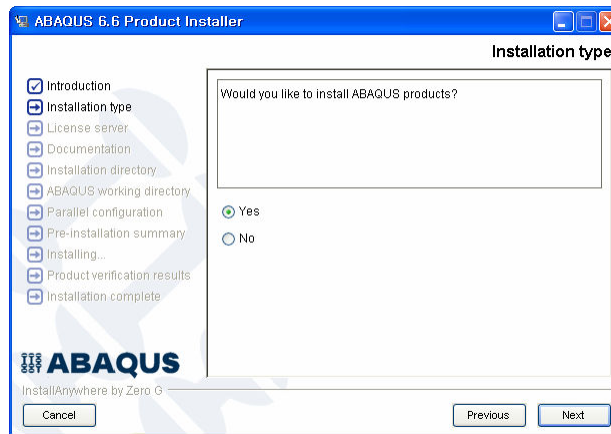 ABAQUS 6.6 Product Installer
Installation type
Introduction
Installation type
License server
Documentation
Installation directory
ABAQUS working directory
Parallel configuration
Pre-installation summary
Installing...
Product verification results
Installation complete
Would you like to install ABAQUS products?
Yes
No
ABAQUS
InstallAnywhere by Zero G
Cancel
Previous
Next